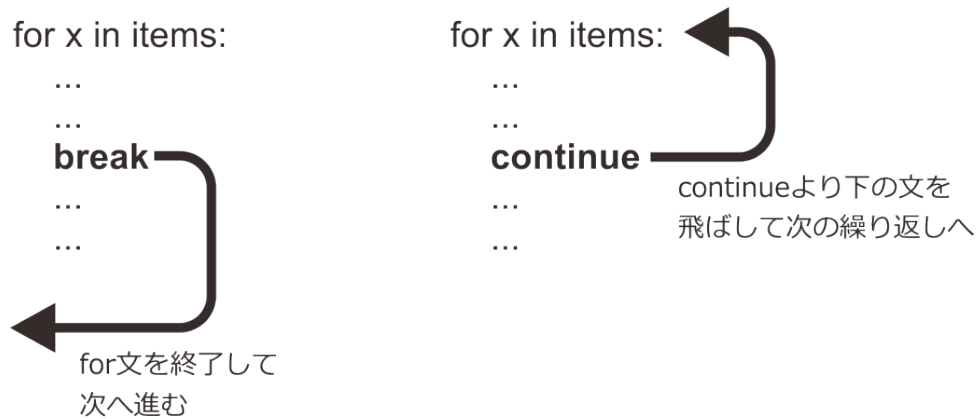 for x in items:
...
...
break
...
...
for文を終了して
次へ進む
for x in items:
...
...
continue
...
...
continueより下の文を
飛ばして次の繰り返しへ